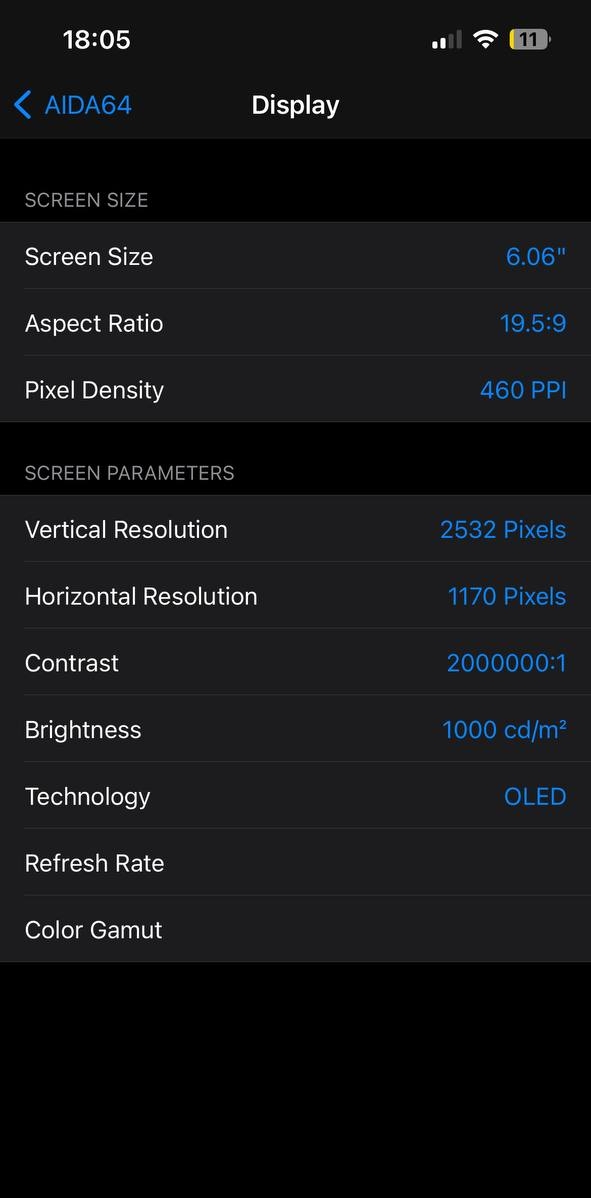 18:05 11
AIDA64 Display
SCREEN SIZE
Screen Size 6.06"
Aspect Ratio 19.5:9
Pixel Density 460 PPI
SCREEN PARAMETERS
Vertical Resolution 2532 Pixels
Horizontal Resolution 1170 Pixels
Contrast 2000000:1
Brightness 1000 cd/m²
Technology OLED
Refresh Rate
Color Gamut